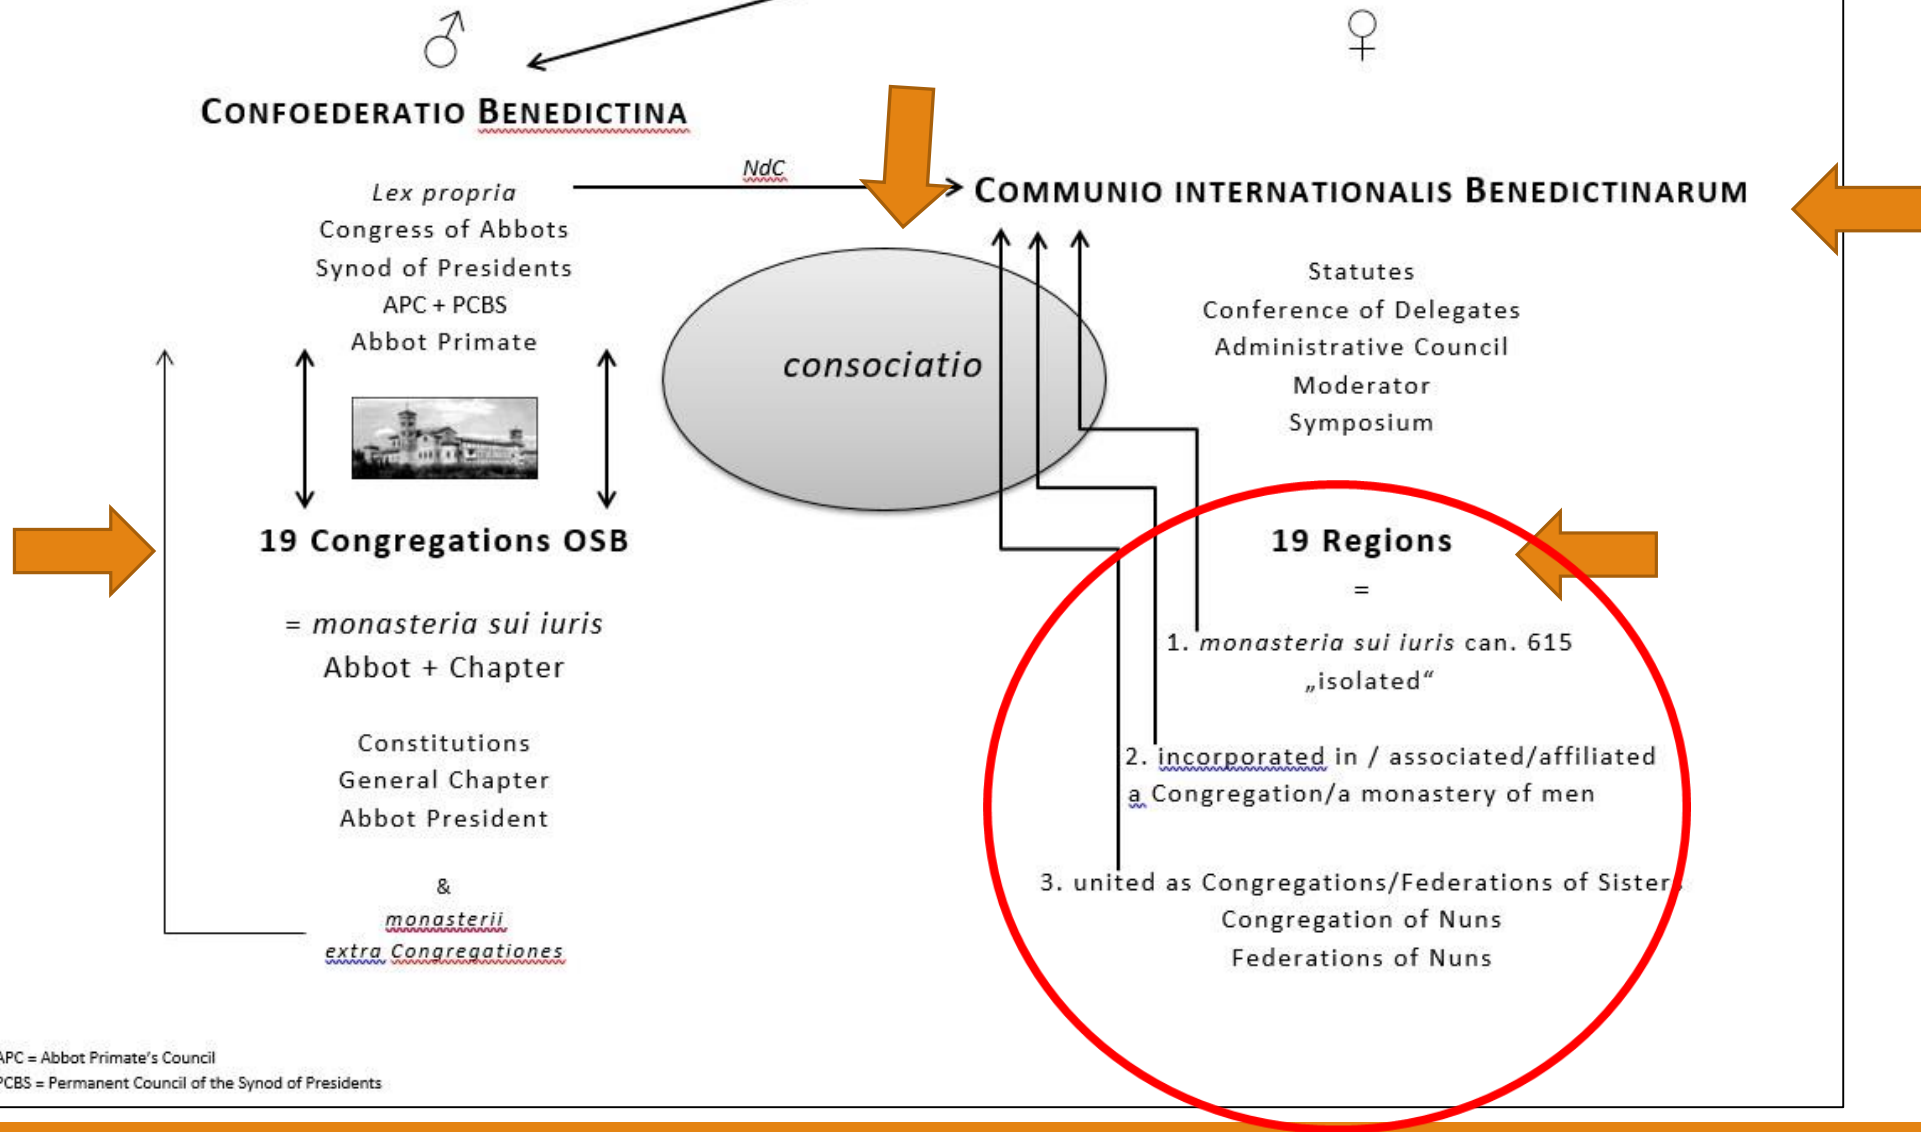 CONFOEDERATIO BENEDICTINA
Lex propria
Congress of Abbots
Synod of Presidents
APC + PCBS
Abbot Primate
19 Congregations OSB
= monasteria sui iuris
Abbot + Chapter
Constitutions
General Chapter
Abbot President
&
monasterii
extra Congregationes
NdC
consociatio
COMMUNIO INTERNATIONALIS BENEDICTINARUM
Statutes
Conference of Delegates
Administrative Council
Moderator
Symposium
19 Regions
=
1. monasteria sui iuris can. 615
„isolated“
2. incorporated in / associated/affiliated
a Congregation/a monastery of men
3. united as Congregations/Federations of Sisters
Congregation of Nuns
Federations of Nuns
APC = Abbot Primate's Council
PCBS = Permanent Council of the Synod of Presidents